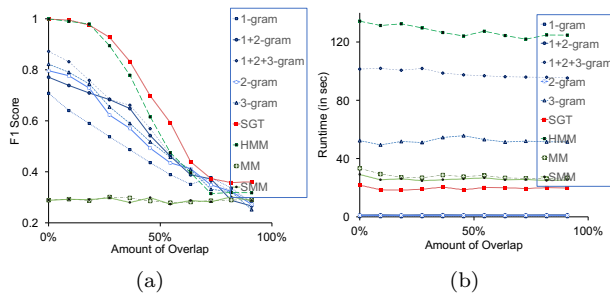 1
0.8
0.6
0.4
0.2
F1 Score
0%
50%
100%
Amount of Overlap
1-gram
1+2-gram
1+2+3-gram
2-gram
3-gram
SGT
HMM
MM
SMM
(a)
120
80
40
0
Runtime (in sec)
0%
50%
100%
Amount of Overlap
1-gram
1+2-gram
1+2+3-gram
2-gram
3-gram
SGT
HMM
MM
SMM
(b)